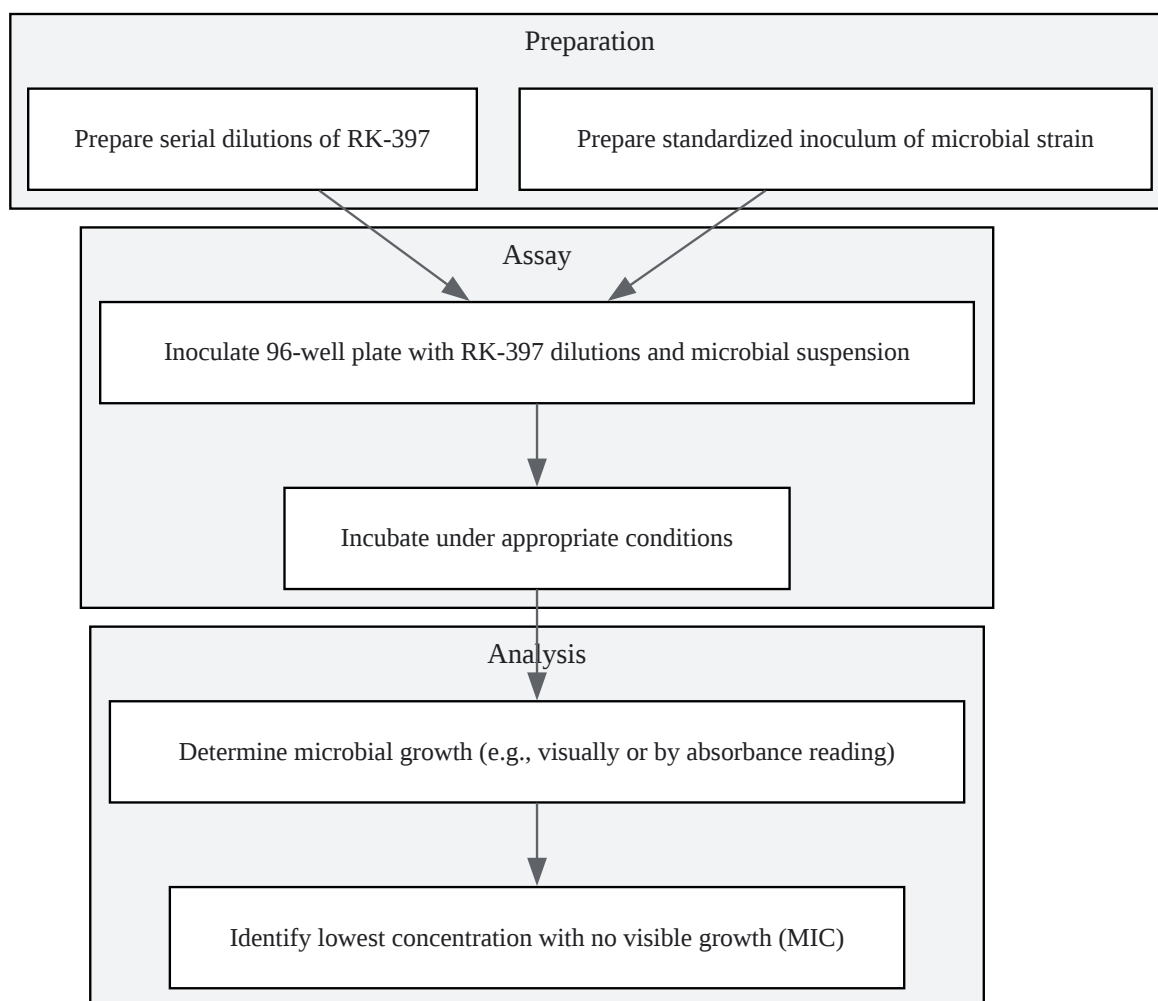 Preparation
Prepare serial dilutions of RK-397
Prepare standardized inoculum of microbial strain
Assay
Inoculate 96-well plate with RK-397 dilutions and microbial suspension
Incubate under appropriate conditions
Analysis
Determine microbial growth (e.g., visually or by absorbance reading)
Identify lowest concentration with no visible growth (MIC)